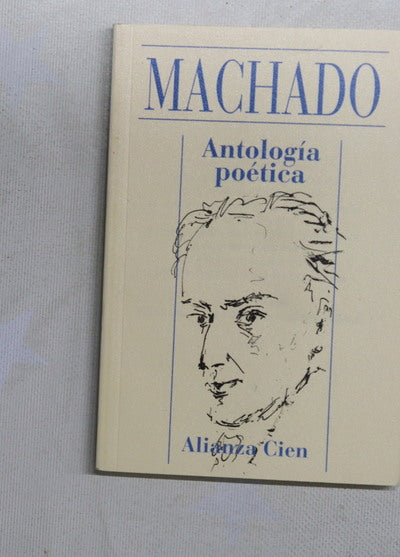 MACHADO
Antología
poética
Alianza Cien